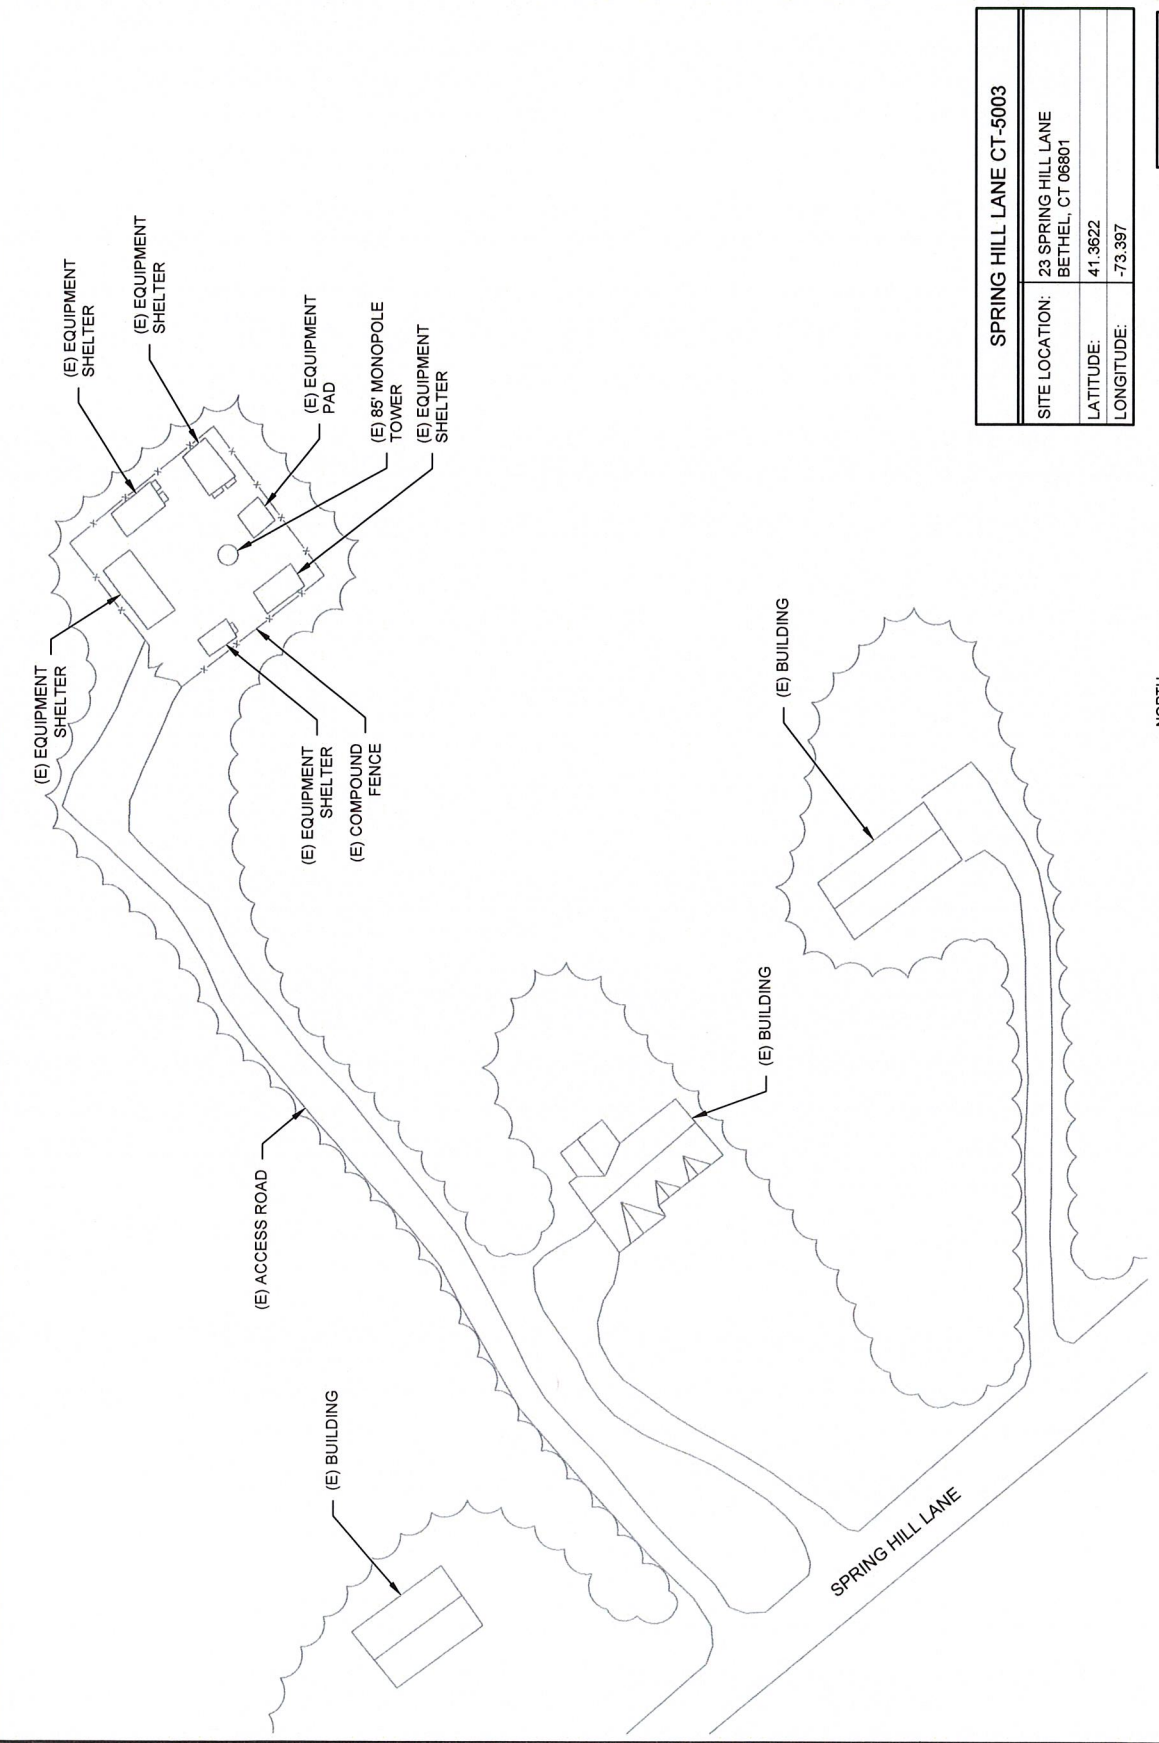 (E) EQUIPMENT
SHELTER
(E) EQUIPMENT
SHELTER
(E) EQUIPMENT
SHELTER
(E) EQUIPMENT
PAD
(E) 85' MONOPOLE
TOWER
(E) EQUIPMENT
SHELTER
(E) EQUIPMENT
SHELTER
(E) COMPOUND
FENCE
(E) ACCESS ROAD
(E) BUILDING
(E) BUILDING
(E) BUILDING
SPRING HILL LANE
SPRING HILL LANE CT-5003
SITE LOCATION: 23 SPRING HILL LANE
BETHEL, CT 06801
LATITUDE: 41.3622
LONGITUDE: -73.397
NORTH